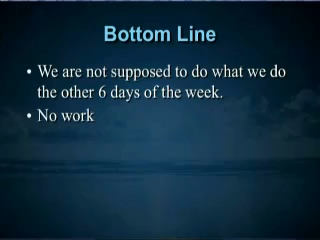 Bottom Line
• We are not supposed to do what we do
the other 6 days of the week.
• No work